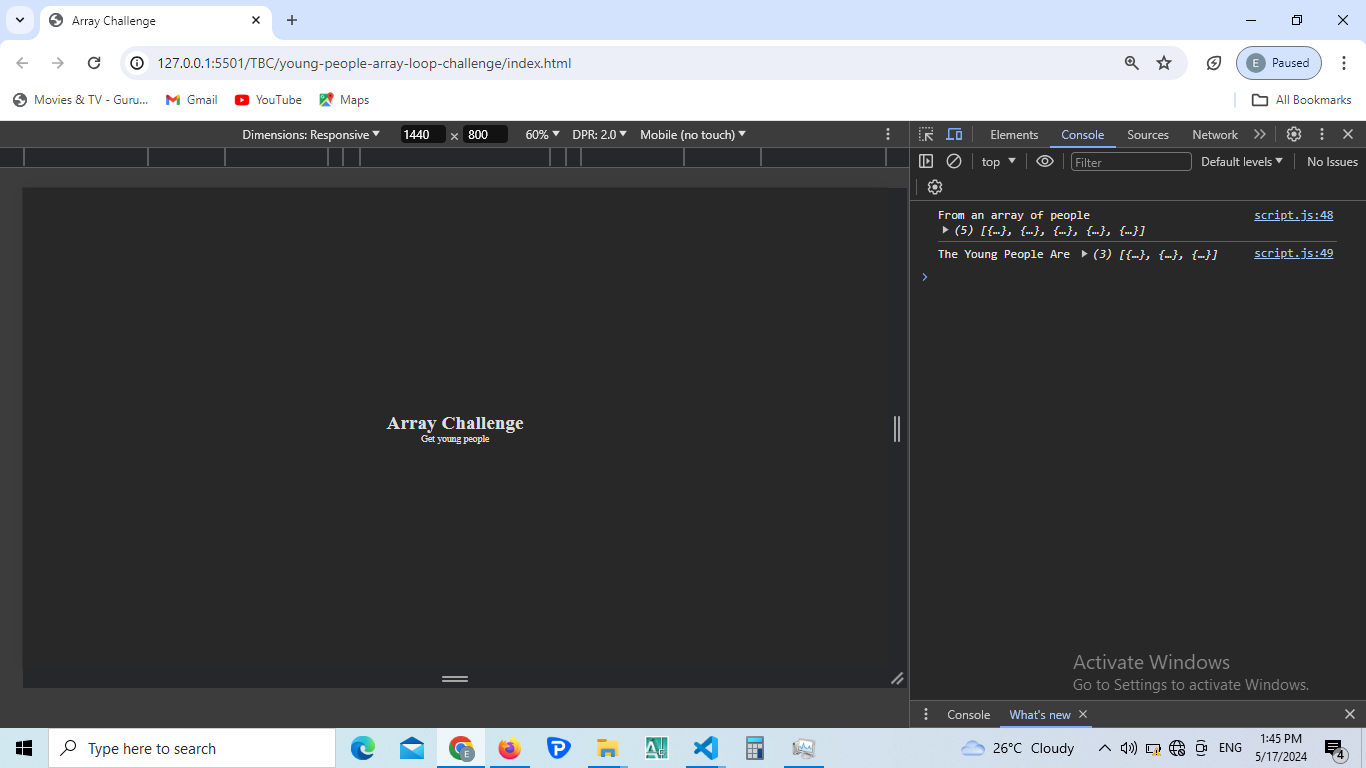 Array Challenge
127.0.0.1:5501/TBC/young-people-array-loop-challenge/index.html
E Paused
Movies & TV - Guru...
Gmail
YouTube
Maps
All Bookmarks
Dimensions: Responsive
1440 x 800
60%
DPR: 2.0
Mobile (no touch)
Elements
Console
Sources
Network
top
Filter
Default levels
No Issues
From an array of people
script.js:48
(5) [{…}, {…}, {…}, {…}, {…}]
The Young People Are (3) [{…}, {…}, {…}]
script.js:49
Array Challenge
Get young people
Activate Windows
Go to Settings to activate Windows.
Console
What's new
Type here to search
E
26°C Cloudy
ENG
1:45 PM
5/17/2024
4